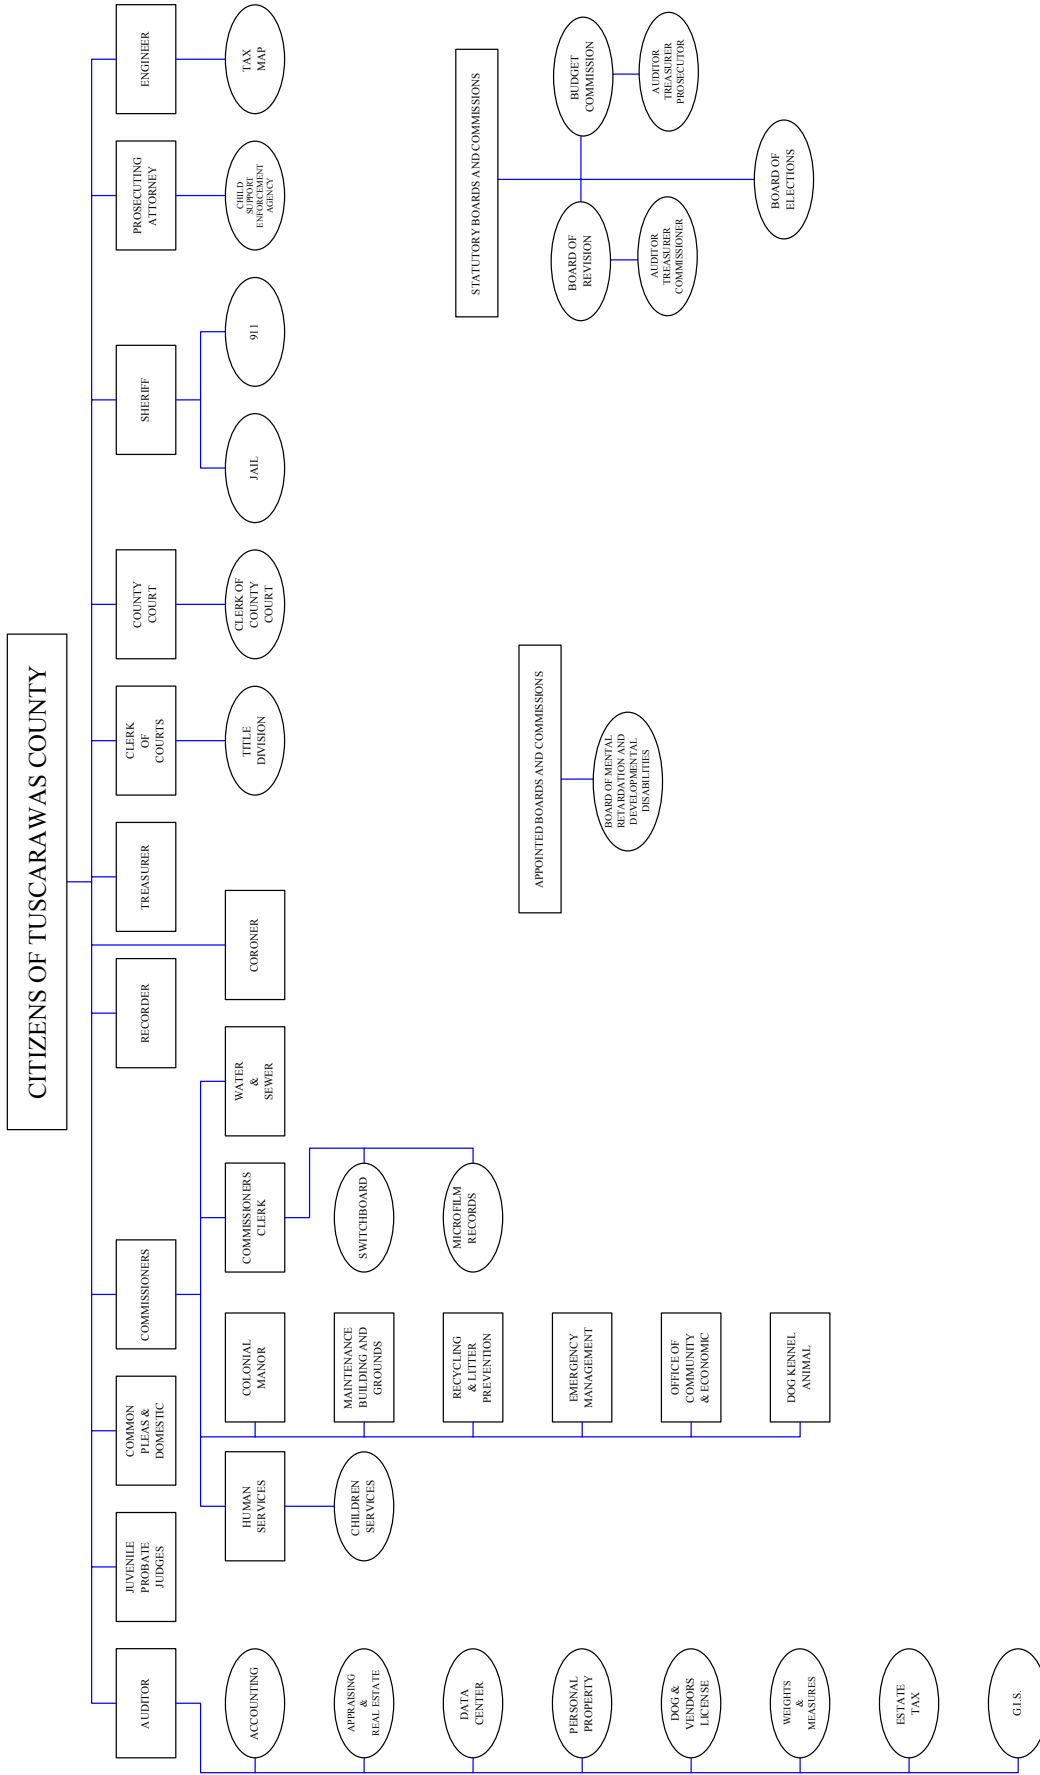 CITIZENS OF TUSCARAWAS COUNTY
AUDITOR
JUVENILE
PROBATE
JUDGES
COMMON
PLEAS &
DOMESTIC
COMMISSIONERS
RECORDER
TREASURER
CLERK
OF
COURTS
COUNTY
COURT
SHERIFF
PROSECUTING
ATTORNEY
ENGINEER
ACCOUNTING
APPRAISING
&
REAL ESTATE
DATA
CENTER
PERSONAL
PROPERTY
DOG &
VENDORS
LICENSE
WEIGHTS
&
MEASURES
ESTATE
TAX
G.I.S.
HUMAN
SERVICES
CHILDREN
SERVICES
COLONIAL
MANOR
MAINTENANCE
BUILDING AND
GROUNDS
RECYCLING
& LITTER
PREVENTION
EMERGENCY
MANAGEMENT
OFFICE OF
COMMUNITY
& ECONOMIC
DOG KENNEL
ANIMAL
COMMISSIONERS
CLERK
SWITCHBOARD
MICROFILM
RECORDS
WATER
&
SEWER
CORONER
TITLE
DIVISION
CLERK OF
COUNTY
COURT
JAIL
911
CHILD
SUPPORT
ENFORCEMENT
AGENCY
TAX
MAP
APPOINTED BOARDS AND COMMISSIONS
BOARD OF MENTAL
RETARDATION AND
DEVELOPMENTAL
DISABILITIES
STATUTORY BOARDS AND COMMISSIONS
BOARD OF
REVISION
AUDITOR
TREASURER
COMMISSIONER
BUDGET
COMMISSION
AUDITOR
TREASURER
PROSECUTOR
BOARD OF
ELECTIONS